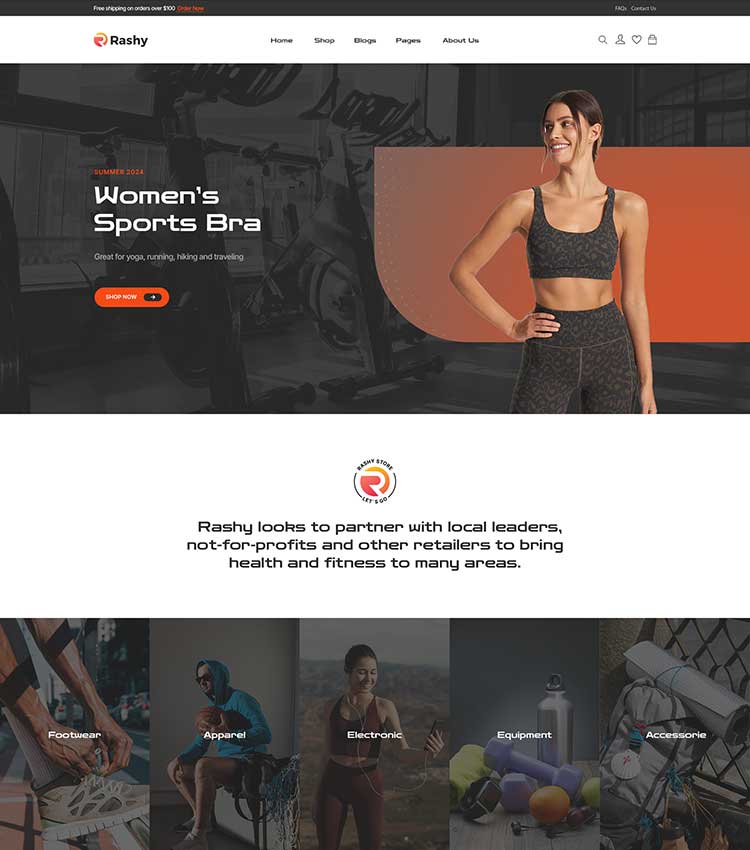 Free shipping on orders over $100 Order Now
FAQs Contact Us
Rashy
Home Shop Blogs Pages About Us
SUMMER 2024
Women's
Sports Bra
Great for yoga, running, hiking and traveling
SHOP NOW
RASHY STORE
LET'S GO
Rashy looks to partner with local leaders,
not-for-profits and other retailers to bring
health and fitness to many areas.
Footwear
Apparel
Electronic
Equipment
Accessorie